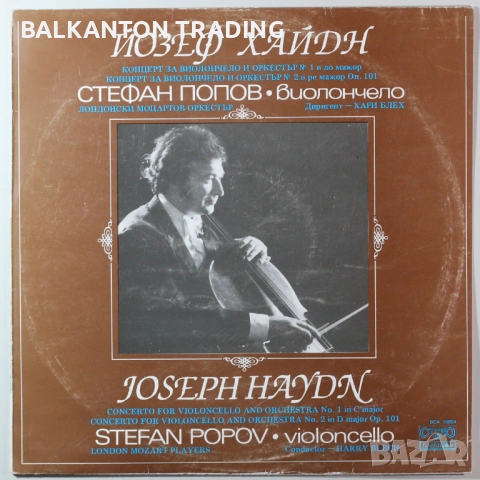 BALKANTON TRADING
ЙОЗЕФ ХАЙДН
КОНЦЕРТ ЗА ВИОЛОНЧЕЛО И ОРКЕСТЪР № 1 в до мажор
КОНЦЕРТ ЗА ВИОЛОНЧЕЛО И ОРКЕСТЪР № 2 в ре мажор Оп. 101
СТЕФАН ПОПОВ • виолончело
ЛОНДОНСКИ МОЦАРТОВ ОРКЕСТЪР Диригент — ХАРИ БЛЕХ
JOSEPH HAYDN
CONCERTO FOR VIOLONCELLO AND ORCHESTRA No. 1 in C major
CONCERTO FOR VIOLONCELLO AND ORCHESTRA No. 2 in D major Op. 101
STEFAN POPOV • violoncello
LONDON MOZART PLAYERS Conductor — HARRY BLECH